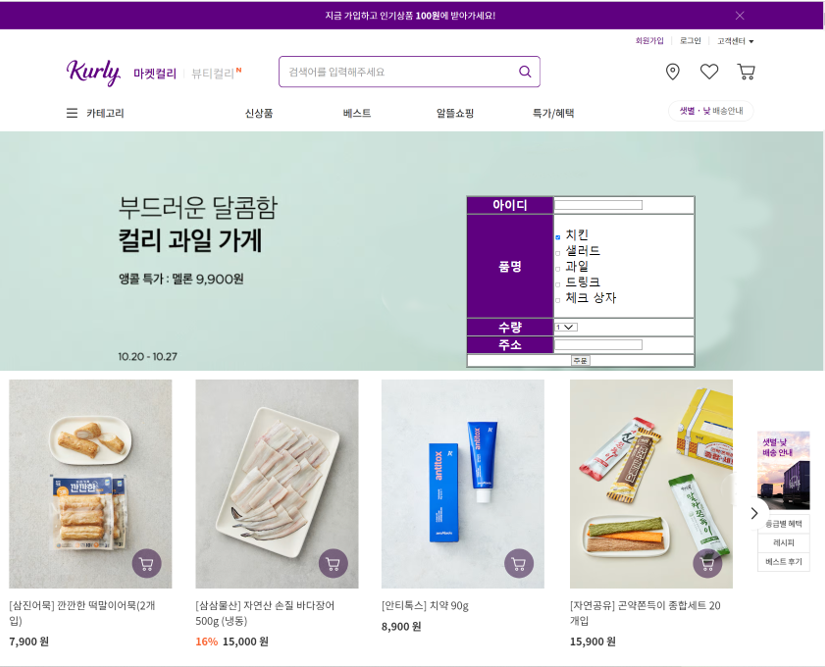 지금 가입하고 인기상품 100원에 받아가세요!
회원가입 로그인 고객센터
Kurly 마켓컬리 뷰티컬리 N
검색어를 입력해주세요
카테고리 신상품 베스트 알뜰쇼핑 특가/혜택 샛별·낮 배송안내
부드러운 달콤함
컬리 과일 가게
앵콜 특가 : 멜론 9,900원
10.20 - 10.27
아이디
품명
치킨
샐러드
과일
드링크
체크 상자
수량 1
주소
주문
깐깐한
antitox
antitox
샛별·낮
배송 안내
등급별 혜택
레시피
베스트 후기
[삼진어묵] 깐깐한 떡말이어묵(2개
입)
7,900 원
[삼삼물산] 자연산 손질 바다장어
500g (냉동)
16% 15,000 원
[안티톡스] 치약 90g
8,900 원
[자연공유] 곤약쫀득이 종합세트 20
개입
15,900 원